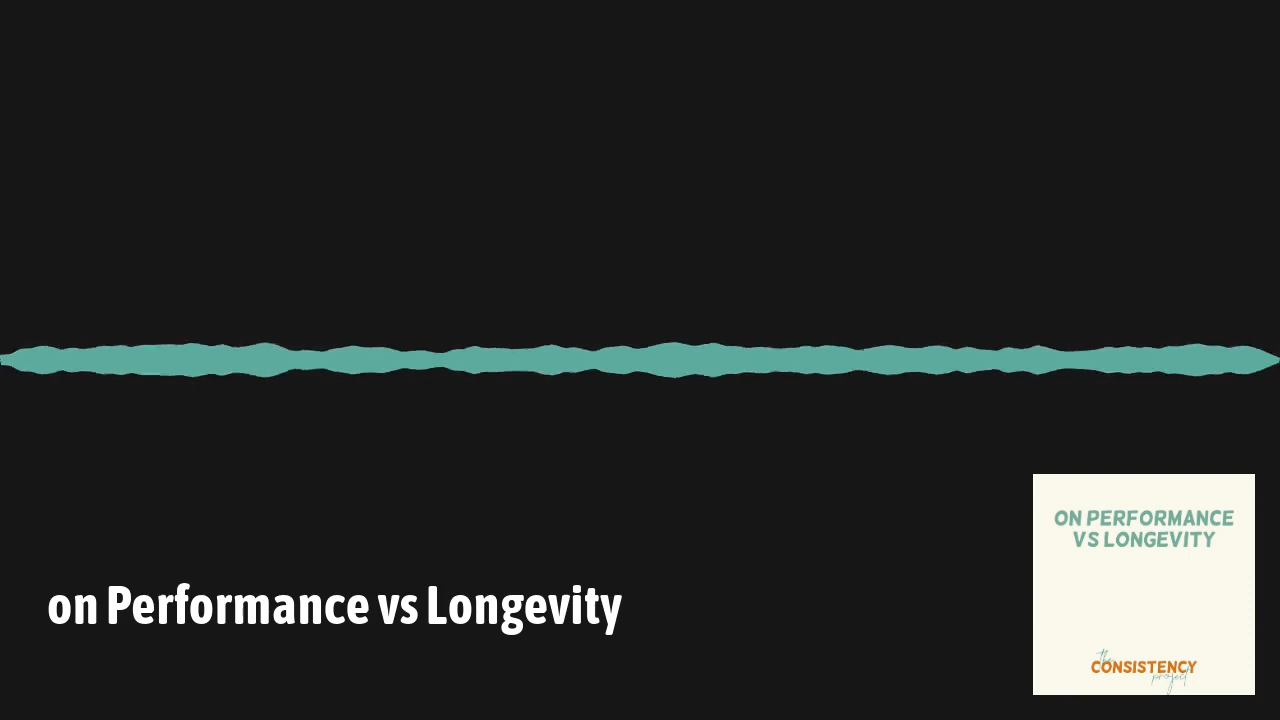 on Performance vs Longevity
ON PERFORMANCE
VS LONGEVITY
the
CONSISTENCY
project